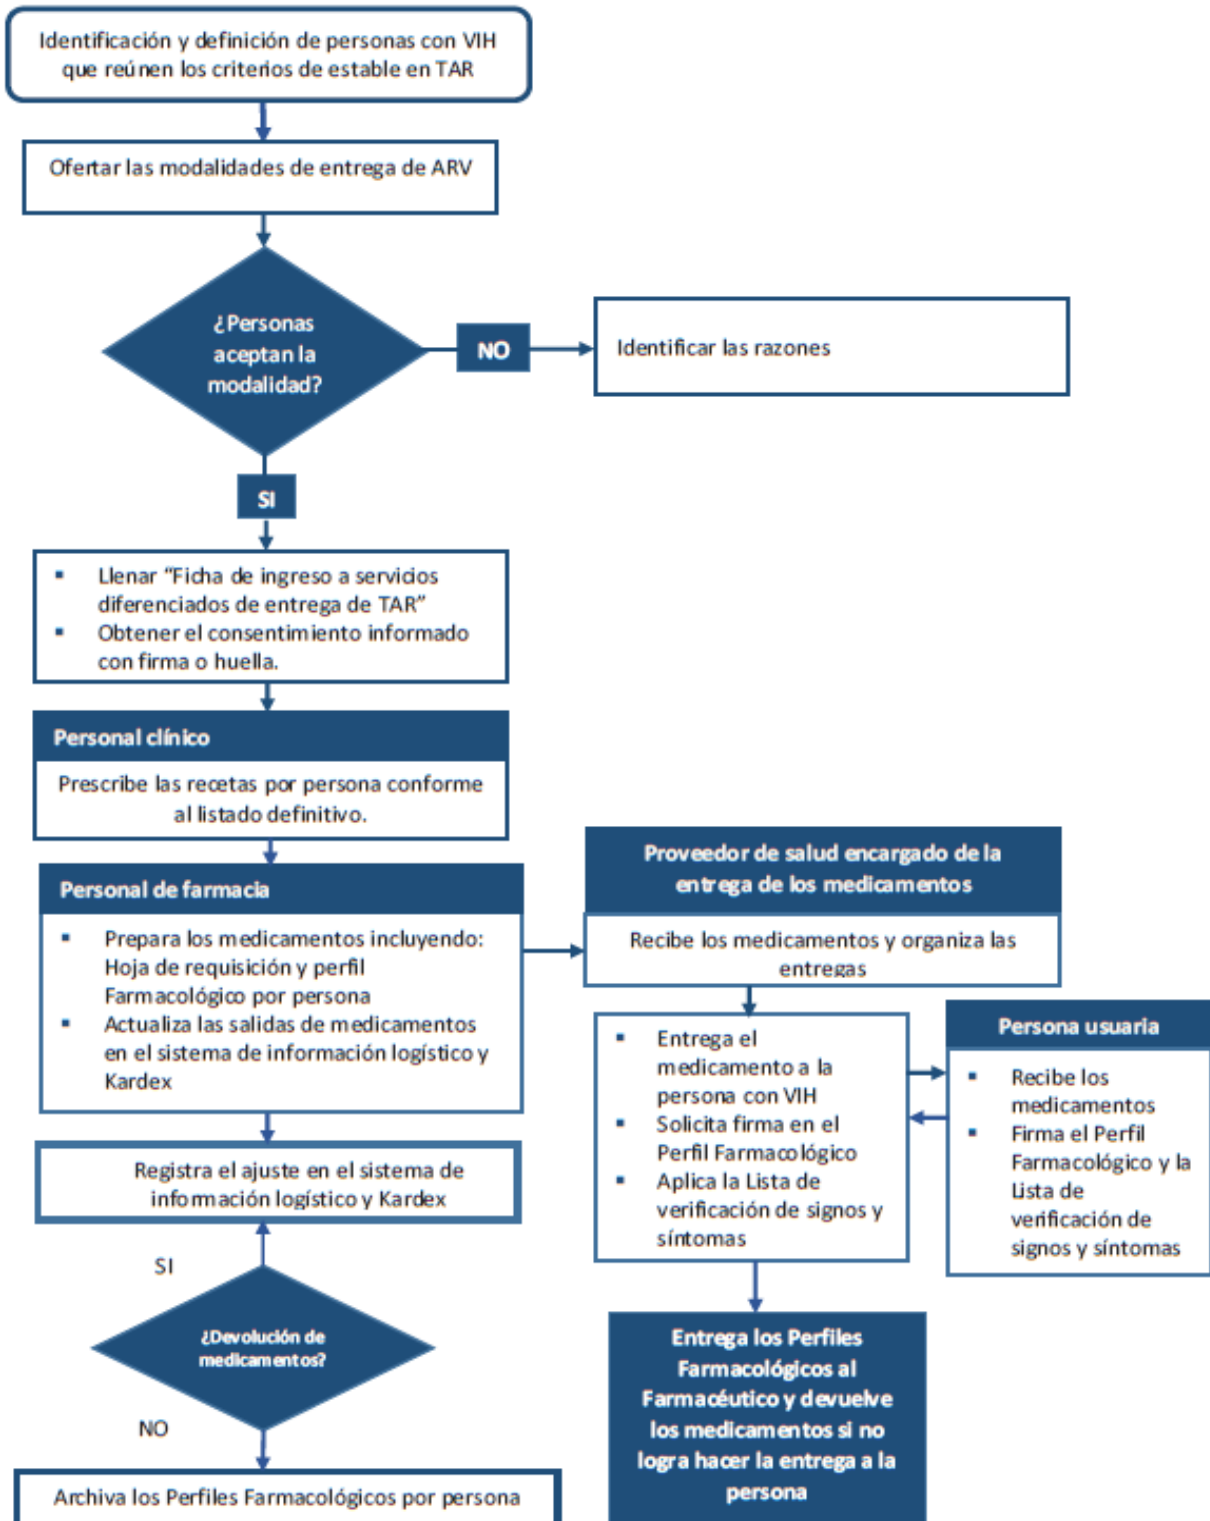 Identificación y definición de personas con VIH
que reúnen los criterios de estable en TAR
Ofertar las modalidades de entrega de ARV
¿Personas
aceptan la
modalidad?
NO
Identificar las razones
SI
▪ Llenar “Ficha de ingreso a servicios
diferenciados de entrega de TAR”
▪ Obtener el consentimiento informado
con firma o huella.
Personal clínico
Prescribe las recetas por persona conforme
al listado definitivo.
Personal de farmacia
▪ Prepara los medicamentos incluyendo:
Hoja de requisición y perfil
Farmacológico por persona
▪ Actualiza las salidas de medicamentos
en el sistema de información logístico y
Kardex
Proveedor de salud encargado de la
entrega de los medicamentos
Recibe los medicamentos y organiza las
entregas
▪ Entrega el
medicamento a la
persona con VIH
▪ Solicita firma en el
Perfil Farmacológico
▪ Aplica la Lista de
verificación de signos y
síntomas
Persona usuaria
▪ Recibe los
medicamentos
▪ Firma el Perfil
Farmacológico y la
Lista de
verificación de
signos y síntomas
Registra el ajuste en el sistema de
información logístico y Kardex
SI
¿Devolución de
medicamentos?
NO
Archiva los Perfiles Farmacológicos por persona
Entrega los Perfiles
Farmacológicos al
Farmacéutico y devuelve
los medicamentos si no
logra hacer la entrega a la
persona